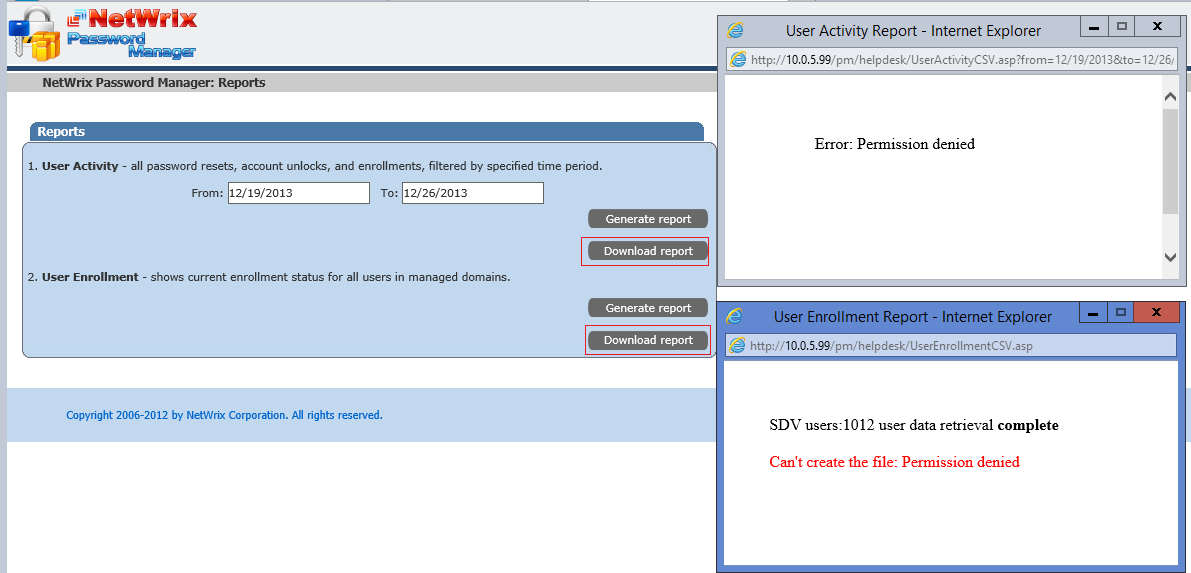 NetWrix
Password
Manager
NetWrix Password Manager: Reports
Reports
1. User Activity - all password resets, account unlocks, and enrollments, filtered by specified time period.
From: 12/19/2013 To: 12/26/2013
Generate report
Download report
2. User Enrollment - shows current enrollment status for all users in managed domains.
Generate report
Download report
Copyright 2006-2012 by NetWrix Corporation. All rights reserved.
User Activity Report - Internet Explorer
http://10.0.5.99/pm/helpdesk/UserActivityCSV.asp?from=12/19/2013&to=12/26/
Error: Permission denied
User Enrollment Report - Internet Explorer
http://10.0.5.99/pm/helpdesk/UserEnrollmentCSV.asp
SDV users:1012 user data retrieval complete
Can't create the file: Permission denied